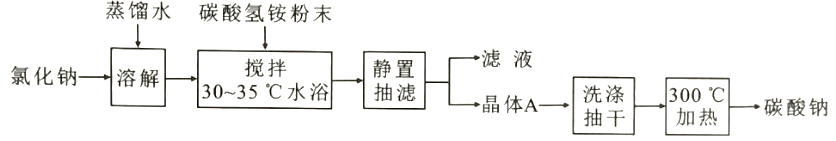 蒸馏水
碳酸氢铵粉末
氯化钠
溶解
搅拌
30~35 ℃水浴
静置
抽滤
滤 液
晶体A
洗涤
抽干
300 ℃
加热
碳酸钠